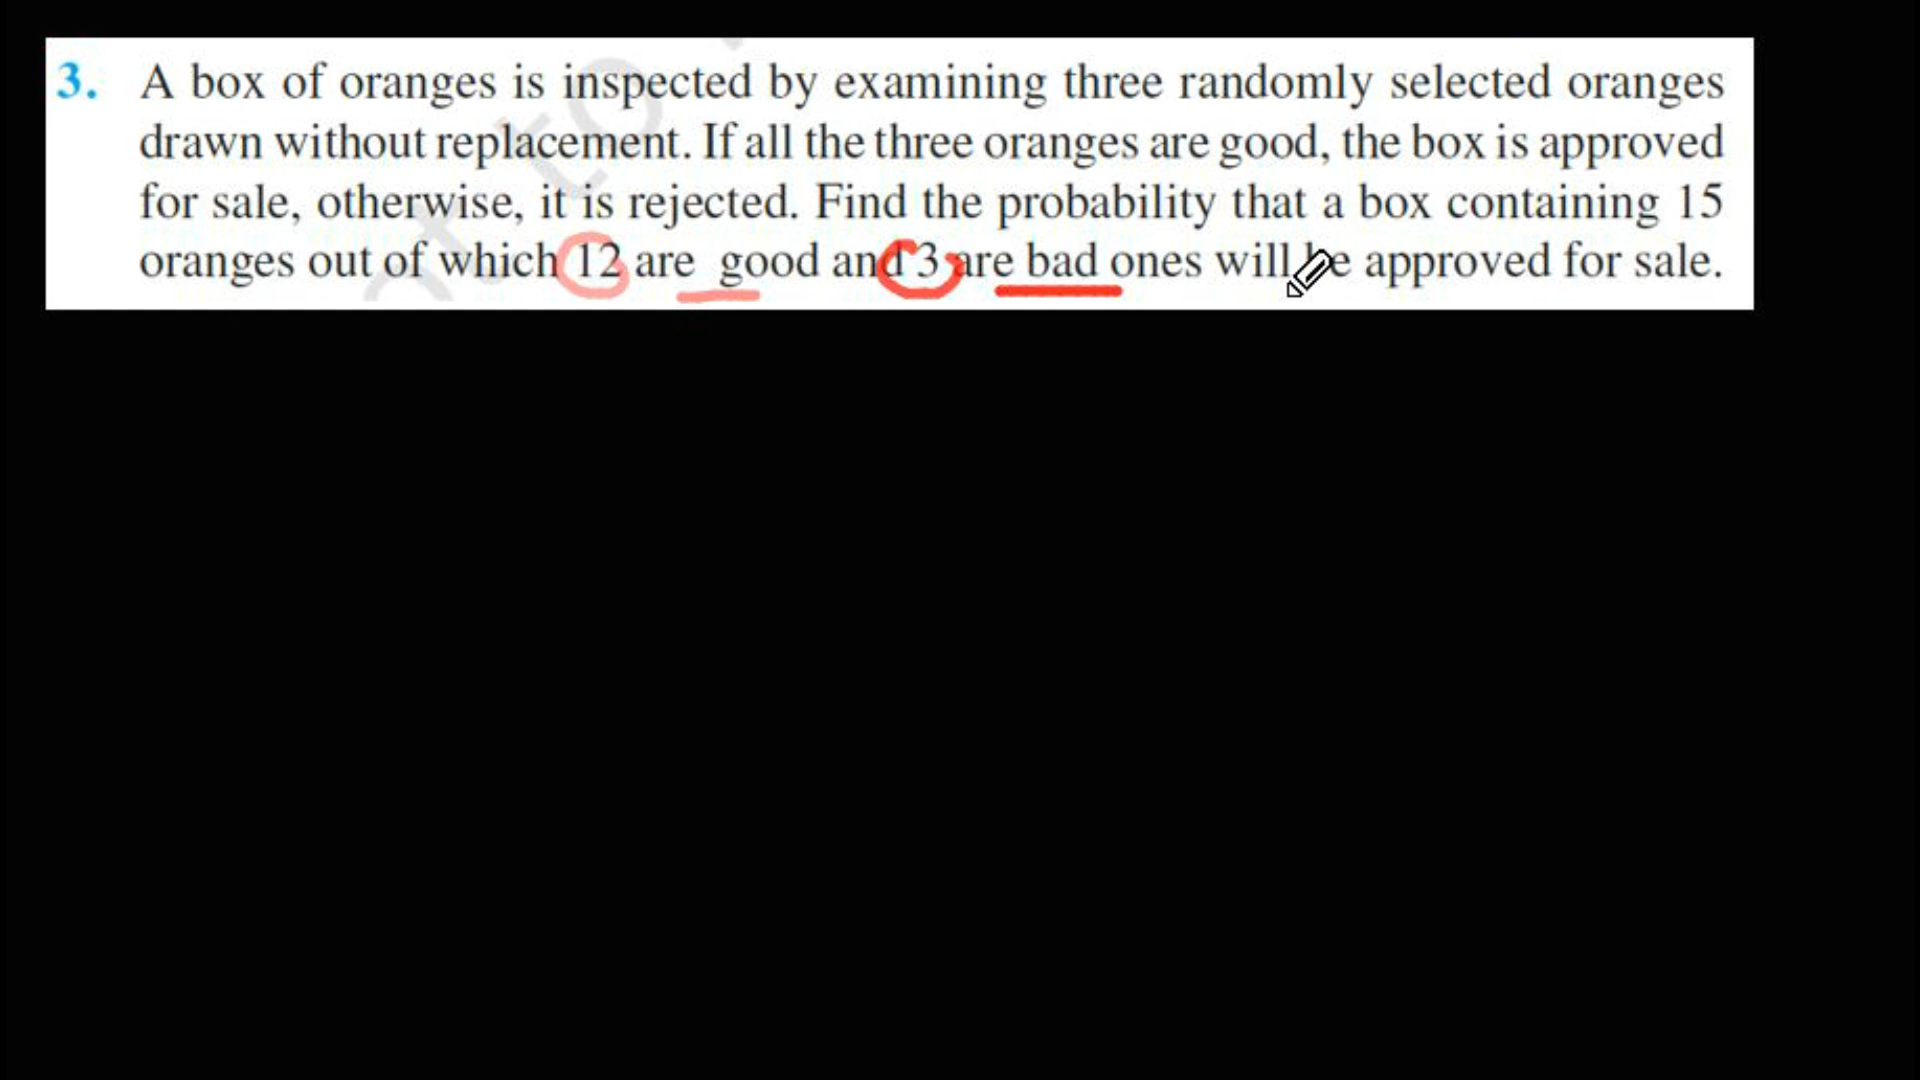 3. A box of oranges is inspected by examining three randomly selected oranges
drawn without replacement. If all the three oranges are good, the box is approved
for sale, otherwise, it is rejected. Find the probability that a box containing 15
oranges out of which 12 are good and 3 are bad ones will be approved for sale.